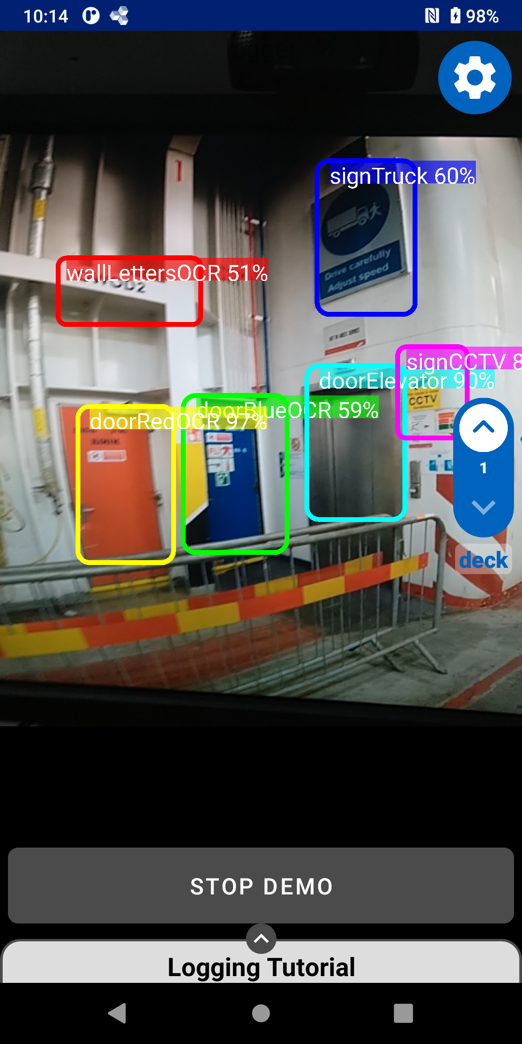 10:14
98%
signTruck 60%
wallLettersOCR 51%
Drive carefully
Adjust speed
signCCTV 8
doorElevator 90%
CCTV
doorBlueOCR 59%
doorRedOCR 97%
1
deck
STOP DEMO
Logging Tutorial